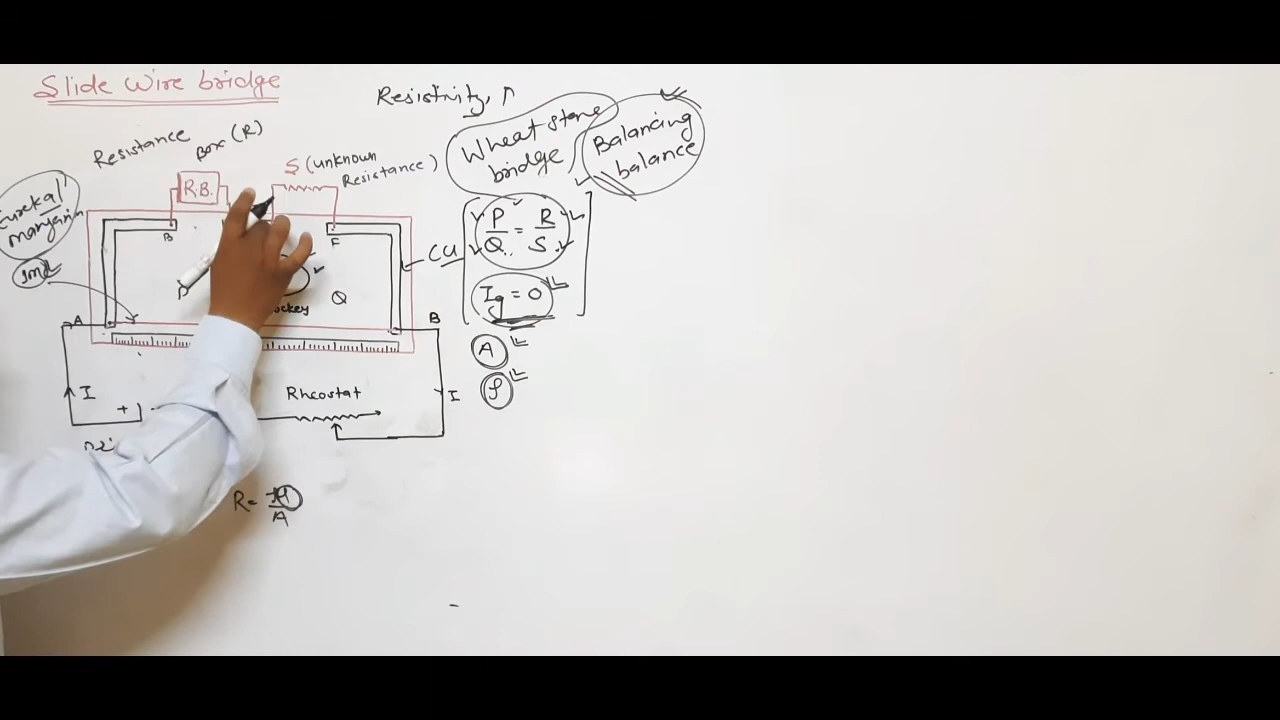 Slide Wire bridge
Resistivity, ρ
Resistance Box (R)
S (unknown
Resistance)
Wheat stone
bridge
Balancing
balance
R.B.
Eureka/
manganin
1m
B
F
Cu
P/Q = R/S
Ig = 0
P
Jockey
Q
A
B
A
ρ
I
+
Rheostat
I
R = ρl/A